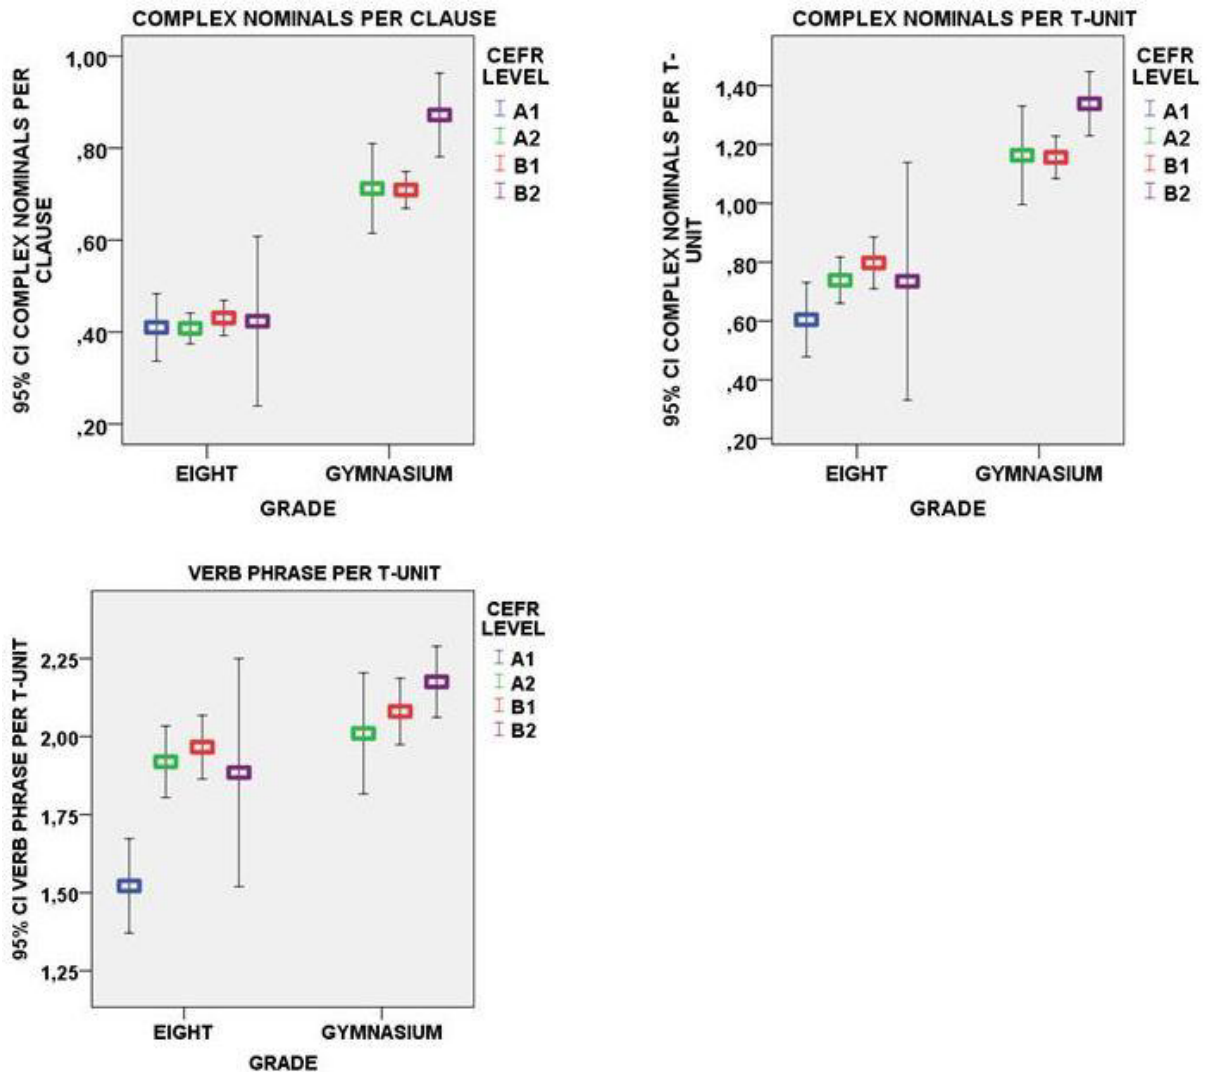 COMPLEX NOMINALS PER CLAUSE
95% CI COMPLEX NOMINALS PER
CLAUSE
1,00
,80
,60
,40
,20
EIGHT
GYMNASIUM
GRADE
CEFR
LEVEL
A1
A2
B1
B2
COMPLEX NOMINALS PER T-UNIT
95% CI COMPLEX NOMINALS PER T-
UNIT
1,40
1,20
1,00
,80
,60
,40
,20
EIGHT
GYMNASIUM
GRADE
CEFR
LEVEL
A1
A2
B1
B2
VERB PHRASE PER T-UNIT
95% CI VERB PHRASE PER T-UNIT
2,25
2,00
1,75
1,50
1,25
EIGHT
GYMNASIUM
GRADE
CEFR
LEVEL
A1
A2
B1
B2